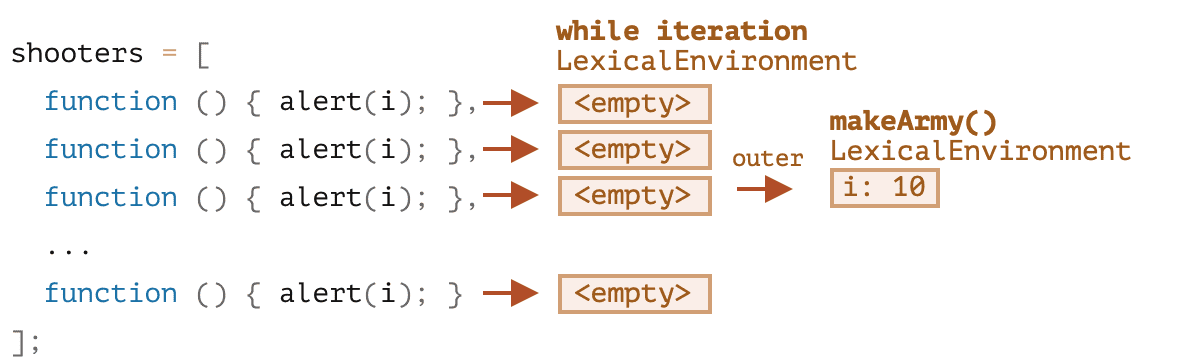 while iteration
shooters = [
LexicalEnvironment
function () { alert(i); }, <empty>
makeArmy()
function () { alert(i); }, <empty>
outer LexicalEnvironment
function () { alert(i); }, <empty> i: 10
...
function () { alert(i); } <empty>
];